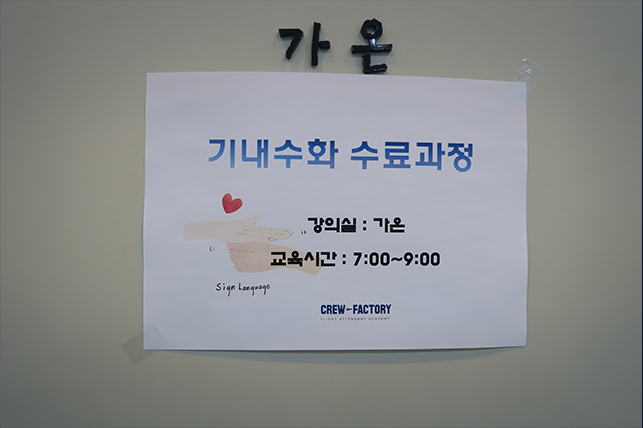 가온
기내수화 수료과정
강의실 : 가온
교육시간 : 7:00~9:00
Sign Language
CREW-FACTORY
FLIGHT ATTENDANT ACADEMY